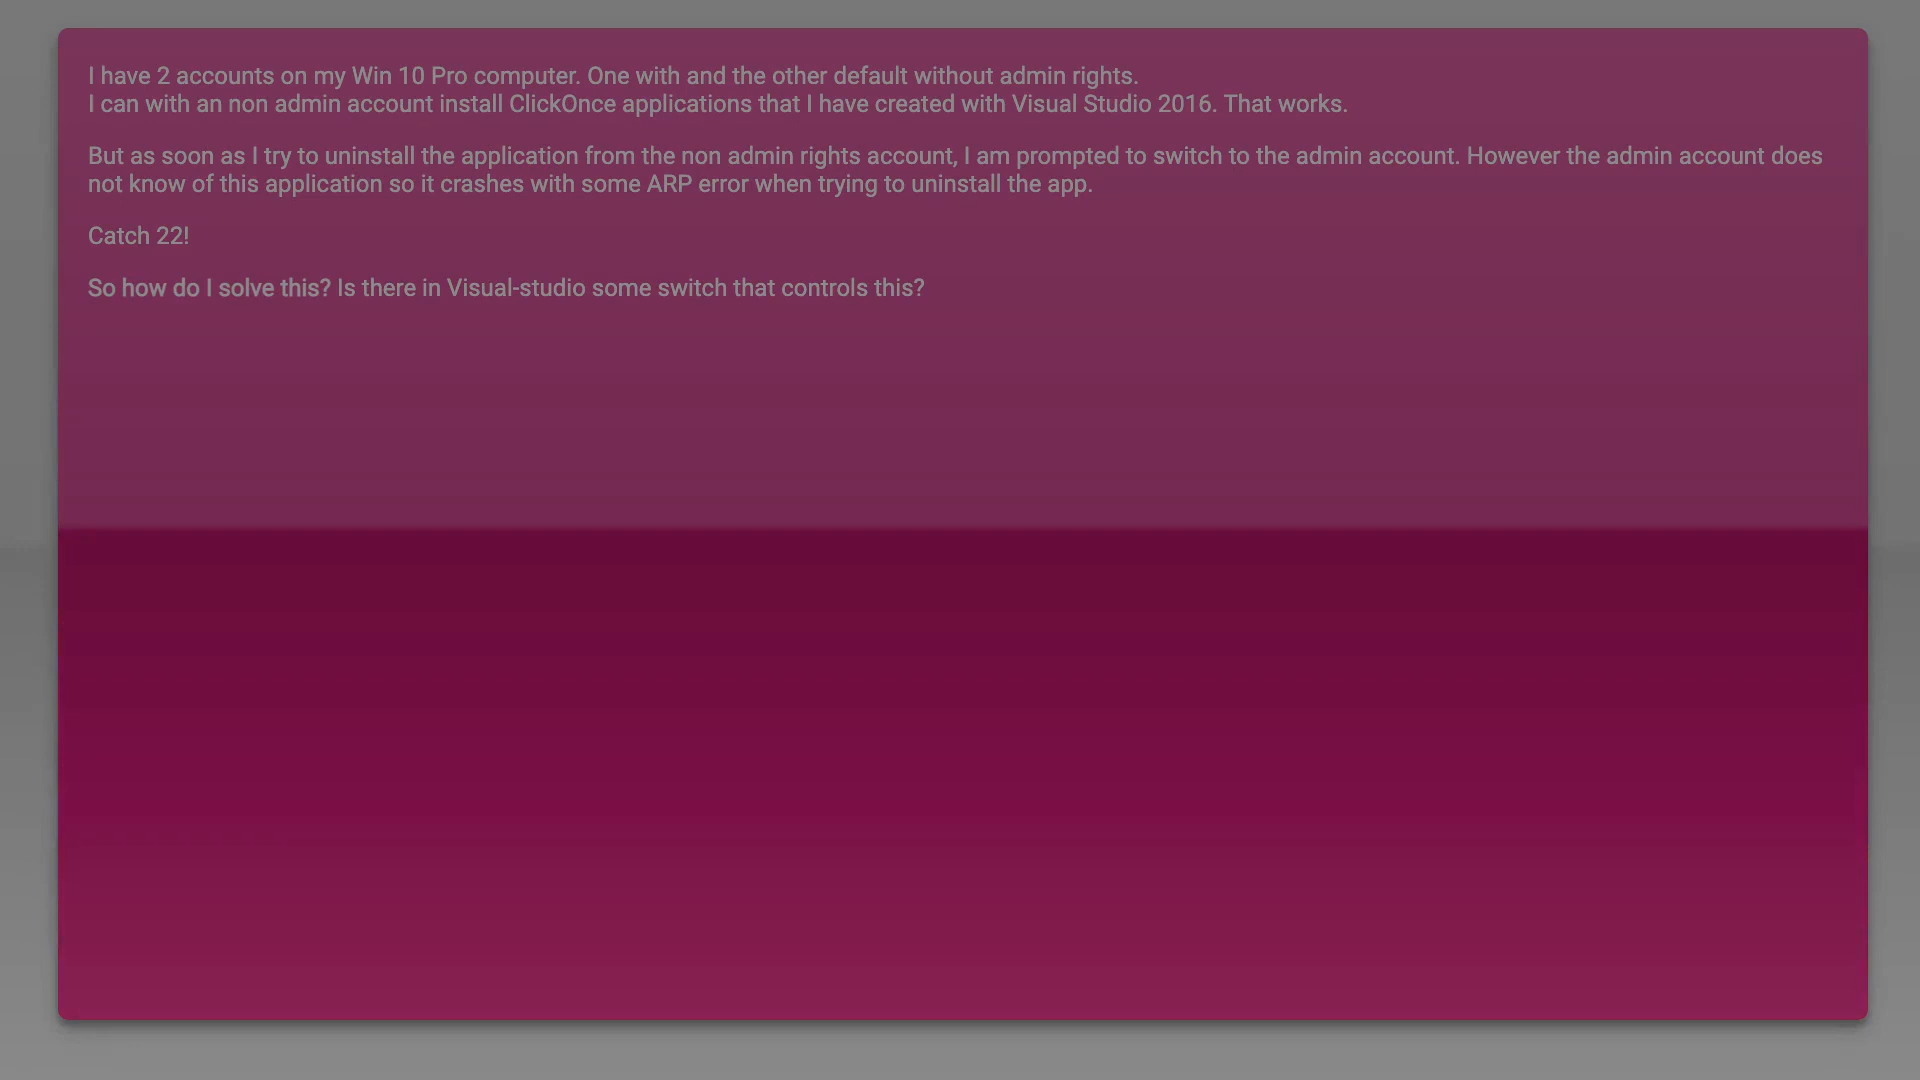 I have 2 accounts on my Win 10 Pro computer. One with and the other default without admin rights.
I can with an non admin account install ClickOnce applications that I have created with Visual Studio 2016. That works.
But as soon as I try to uninstall the application from the non admin rights account, I am prompted to switch to the admin account. However the admin account does
not know of this application so it crashes with some ARP error when trying to uninstall the app.
Catch 22!
So how do I solve this? Is there in Visual-studio some switch that controls this?